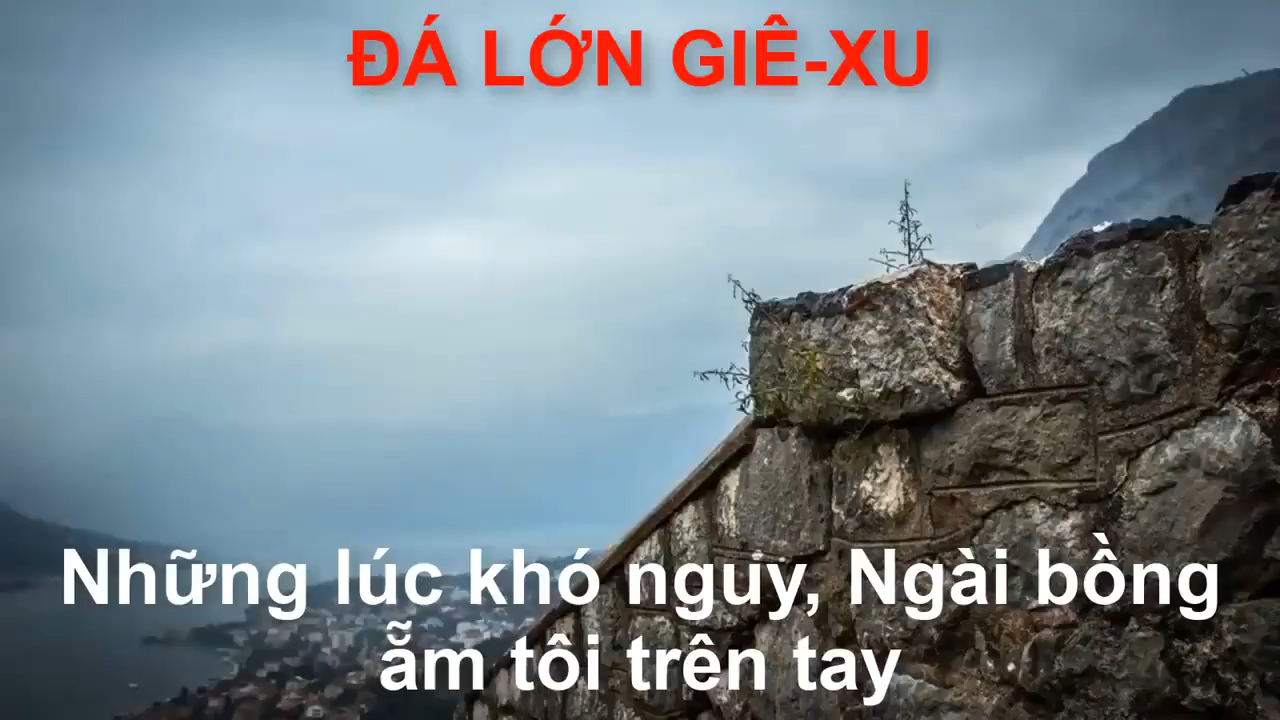 ĐÁ LỚN GIÊ-XU
Những lúc khó nguy, Ngài bồng
ẵm tôi trên tay